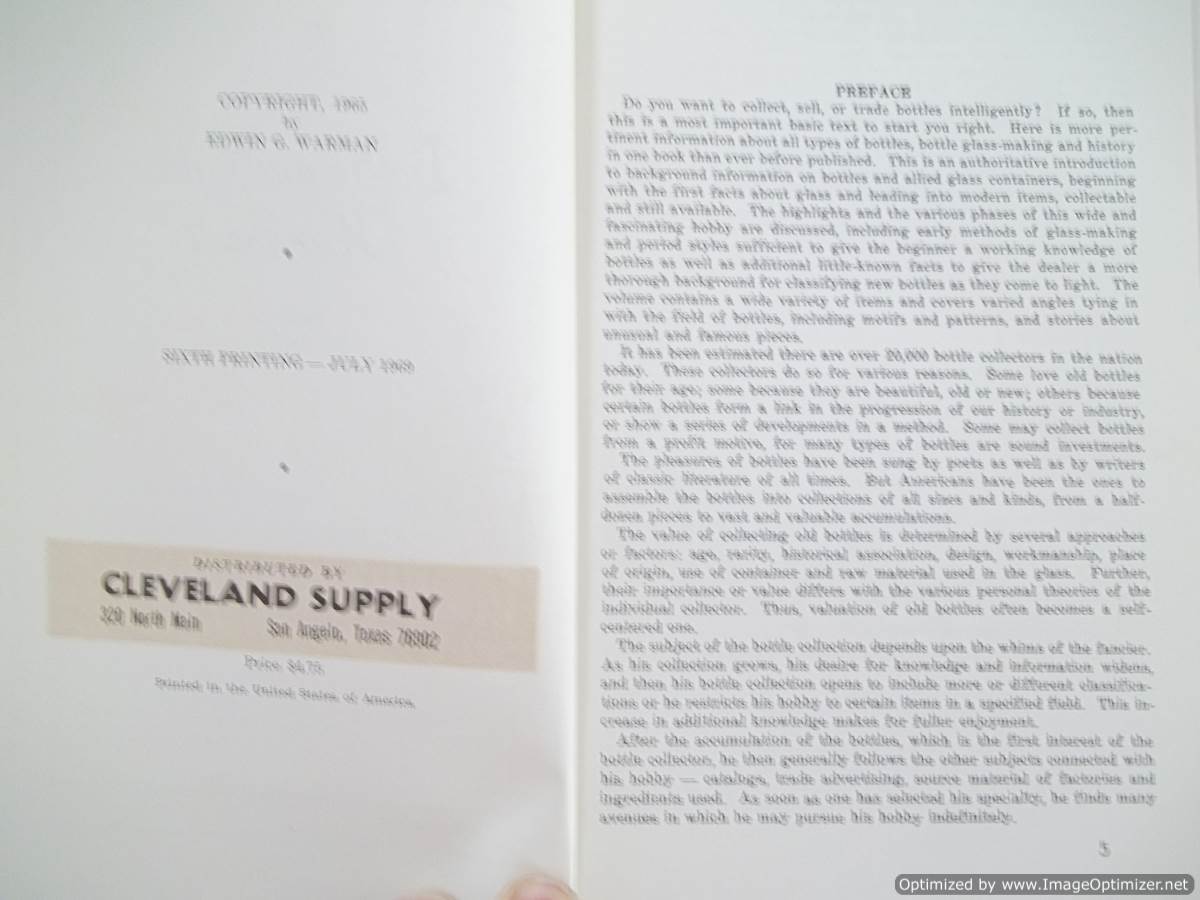 COPYRIGHT, 1965
by
EDWIN G. WARMAN
SIXTH PRINTING — JULY 1969
DISTRIBUTED BY
CLEVELAND SUPPLY
320 North Main San Angelo, Texas 76902
Price, $4.75
Printed in the United States of America
PREFACE
Do you want to collect, sell, or trade bottles intelligently? If so, then
this is a most important basic text to start you right. Here is more per-
tinent information about all types of bottles, bottle glass-making and history
in one book than ever before published. This is an authoritative introduction
to background information on bottles and allied glass containers, beginning
with the first facts about glass and leading into modern items, collectable
and still available. The highlights and the various phases of this wide and
fascinating hobby are discussed, including early methods of glass-making
and period styles sufficient to give the beginner a working knowledge of
bottles as well as additional little-known facts to give the dealer a more
thorough background for classifying new bottles as they come to light. The
volume contains a wide variety of items and covers varied angles tying in
with the field of bottles, including motifs and patterns, and stories about
unusual and famous pieces.
It has been estimated there are over 20,000 bottle collectors in the nation
today. These collectors do so for various reasons. Some love old bottles
for their age; some because they are beautiful, old or new; others because
certain bottles form a link in the progression of our history or industry,
or show a series of developments in a method. Some may collect bottles
from a profit motive, for many types of bottles are sound investments.
The pleasures of bottles have been sung by poets as well as by writers
of classic literature of all times. But Americans have been the ones to
assemble the bottles into collections of all sizes and kinds, from a half-
dozen pieces to vast and valuable accumulations.
The value of collecting old bottles is determined by several approaches
or factors: age, rarity, historical association, design, workmanship, place
of origin, use of container and raw material used in the glass. Further,
their importance or value differs with the various personal theories of the
individual collector. Thus, valuation of old bottles often becomes a self-
centered one.
The subject of the bottle collection depends upon the whims of the fancier.
As his collection grows, his desire for knowledge and information widens,
and then his bottle collection opens to include more or different classifica-
tions or he restricts his hobby to certain items in a specified field. This in-
crease in additional knowledge makes for fuller enjoyment.
After the accumulation of the bottles, which is the first interest of the
bottle collector, he then generally follows the other subjects connected with
his hobby — catalogs, trade advertising, source material of factories and
ingredients used. As soon as one has selected his specialty, he finds many
avenues in which he may pursue his hobby indefinitely.
5
Optimized by www.ImageOptimizer.net